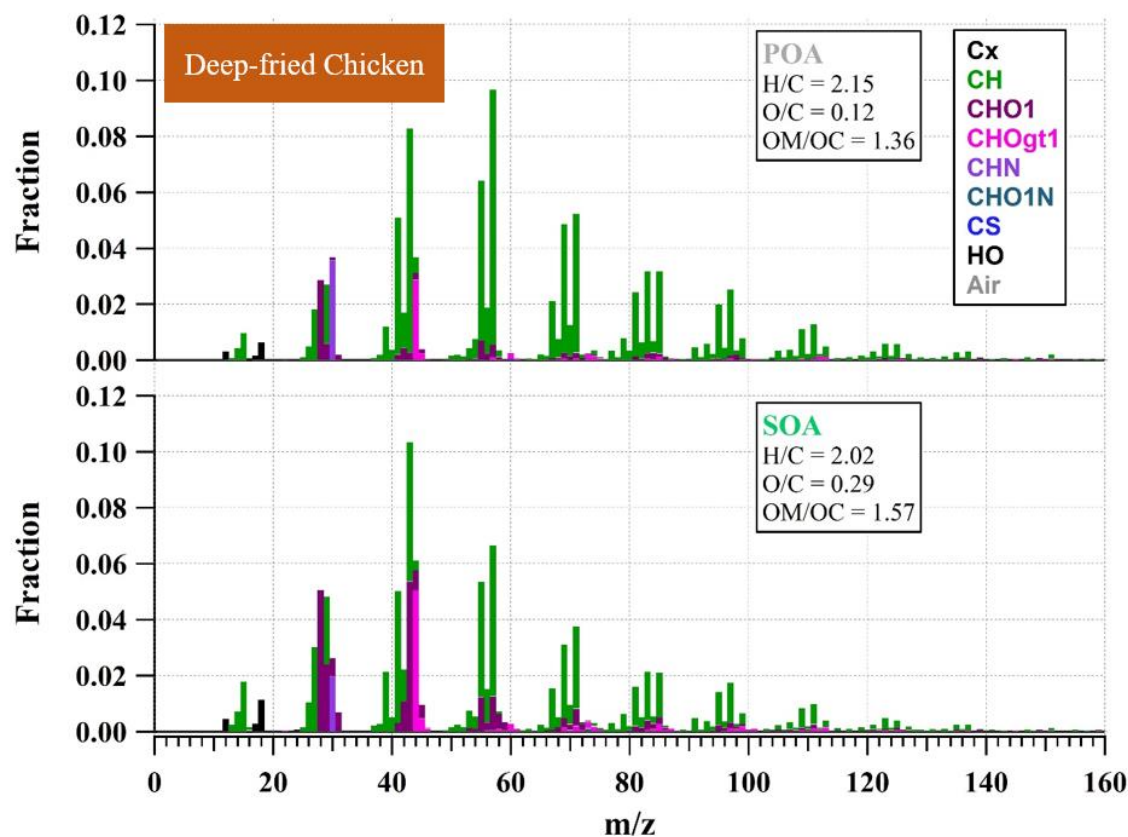 Deep-fried Chicken
POA
H/C = 2.15
O/C = 0.12
OM/OC = 1.36
Cx
CH
CHO1
CHOgt1
CHN
CHO1N
CS
HO
Air
Fraction
0.12
0.10
0.08
0.06
0.04
0.02
0.00
SOA
H/C = 2.02
O/C = 0.29
OM/OC = 1.57
Fraction
0.12
0.10
0.08
0.06
0.04
0.02
0.00
0 20 40 60 80 100 120 140 160
m/z